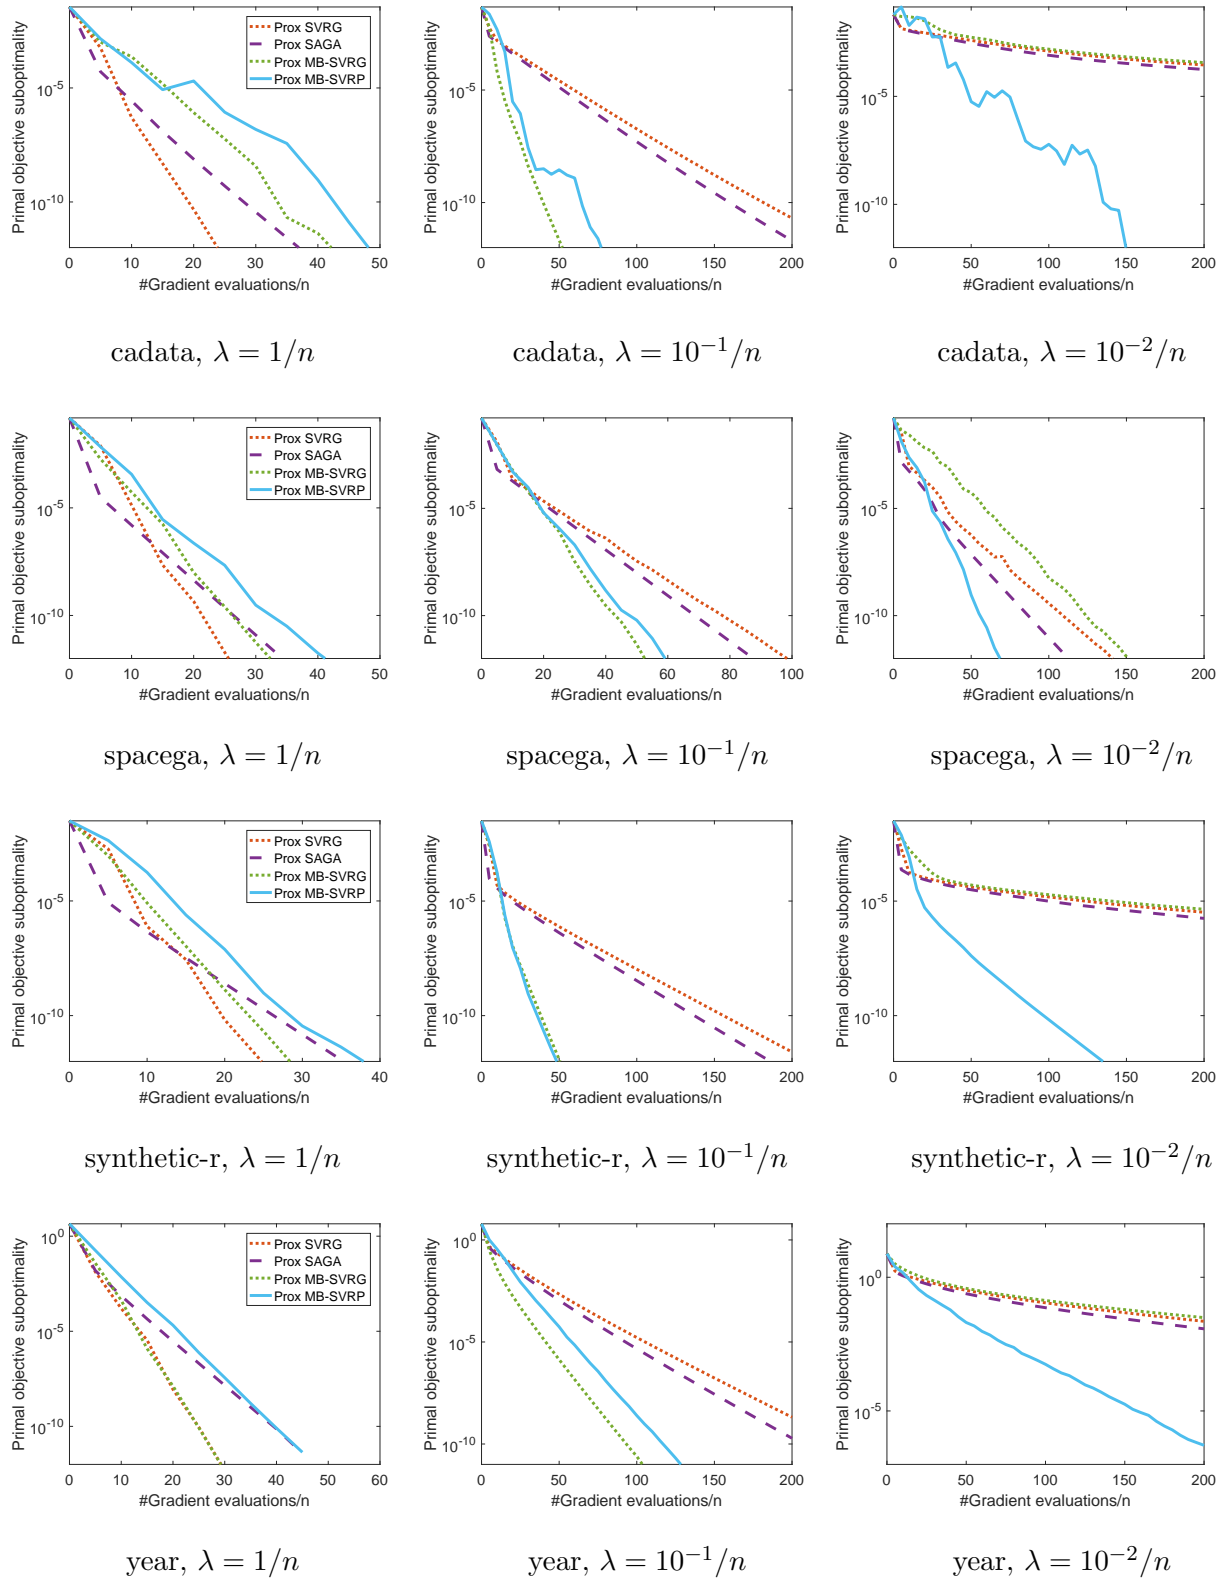 Primal objective suboptimality
10^-5
10^-10
0 10 20 30 40 50
#Gradient evaluations/n
Prox SVRG
Prox SAGA
Prox MB-SVRG
Prox MB-SVRP
cadata, λ = 1/n
Primal objective suboptimality
10^-5
10^-10
0 50 100 150 200
#Gradient evaluations/n
cadata, λ = 10^-1/n
Primal objective suboptimality
10^-5
10^-10
0 50 100 150 200
#Gradient evaluations/n
cadata, λ = 10^-2/n
Primal objective suboptimality
10^-5
10^-10
0 10 20 30 40 50
#Gradient evaluations/n
Prox SVRG
Prox SAGA
Prox MB-SVRG
Prox MB-SVRP
spacega, λ = 1/n
Primal objective suboptimality
10^-5
10^-10
0 20 40 60 80 100
#Gradient evaluations/n
spacega, λ = 10^-1/n
Primal objective suboptimality
10^-5
10^-10
0 50 100 150 200
#Gradient evaluations/n
spacega, λ = 10^-2/n
Primal objective suboptimality
10^-5
10^-10
0 10 20 30 40
#Gradient evaluations/n
Prox SVRG
Prox SAGA
Prox MB-SVRG
Prox MB-SVRP
synthetic-r, λ = 1/n
Primal objective suboptimality
10^-5
10^-10
0 50 100 150 200
#Gradient evaluations/n
synthetic-r, λ = 10^-1/n
Primal objective suboptimality
10^-5
10^-10
0 50 100 150 200
#Gradient evaluations/n
synthetic-r, λ = 10^-2/n
Primal objective suboptimality
10^0
10^-5
10^-10
0 10 20 30 40 50 60
#Gradient evaluations/n
Prox SVRG
Prox SAGA
Prox MB-SVRG
Prox MB-SVRP
year, λ = 1/n
Primal objective suboptimality
10^0
10^-5
10^-10
0 50 100 150 200
#Gradient evaluations/n
year, λ = 10^-1/n
Primal objective suboptimality
10^0
10^-5
0 50 100 150 200
#Gradient evaluations/n
year, λ = 10^-2/n